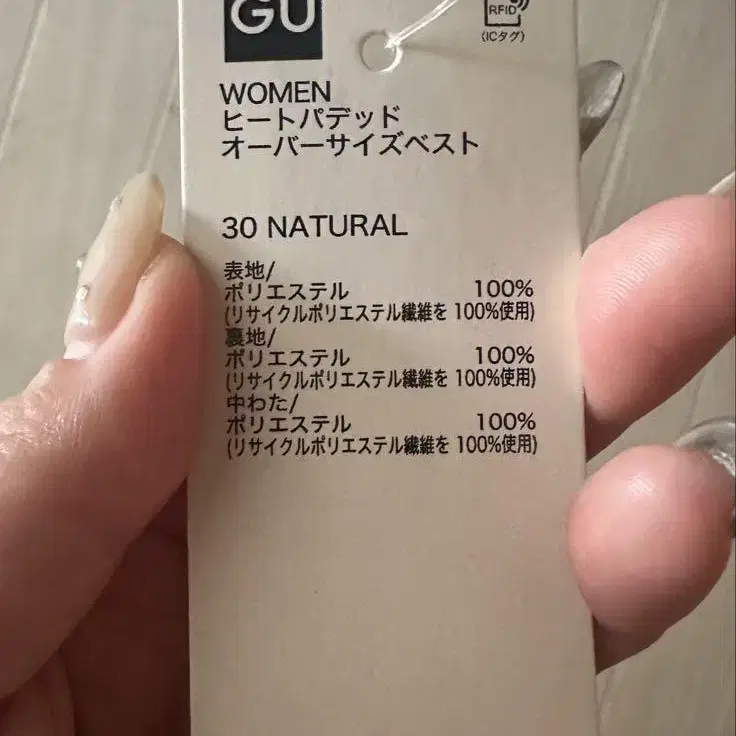 GU
RFID
(ICタグ)
WOMEN
ヒートパデッド
オーバーサイズベスト
30 NATURAL
表地/
ポリエステル 100%
(リサイクルポリエステル繊維を 100%使用)
裏地/
ポリエステル 100%
(リサイクルポリエステル繊維を 100%使用)
中わた/
ポリエステル 100%
(リサイクルポリエステル繊維を 100%使用)